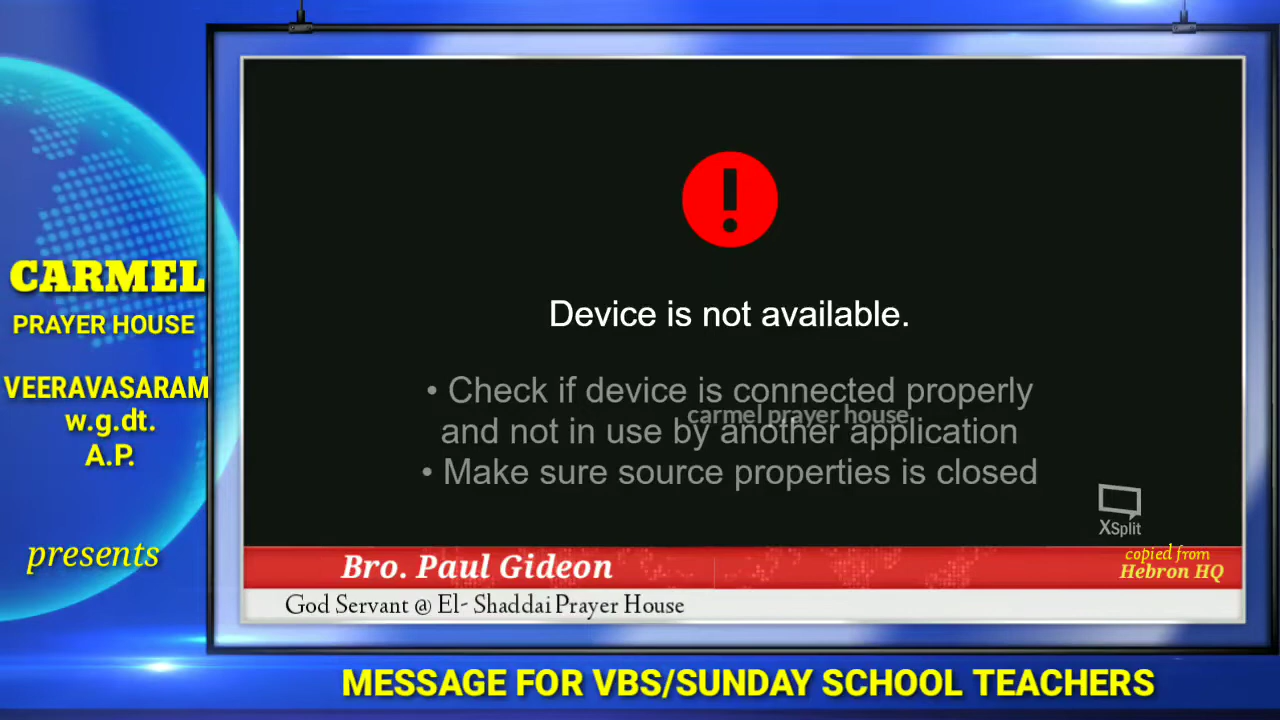 CARMEL
PRAYER HOUSE
VEERAVASARAM
w.g.dt.
A.P.
presents
Device is not available.
• Check if device is connected properly
carmel prayer house
and not in use by another application
• Make sure source properties is closed
XSplit
Bro. Paul Gideon
copied from
Hebron HQ
God Servant @ El- Shaddai Prayer House
MESSAGE FOR VBS/SUNDAY SCHOOL TEACHERS